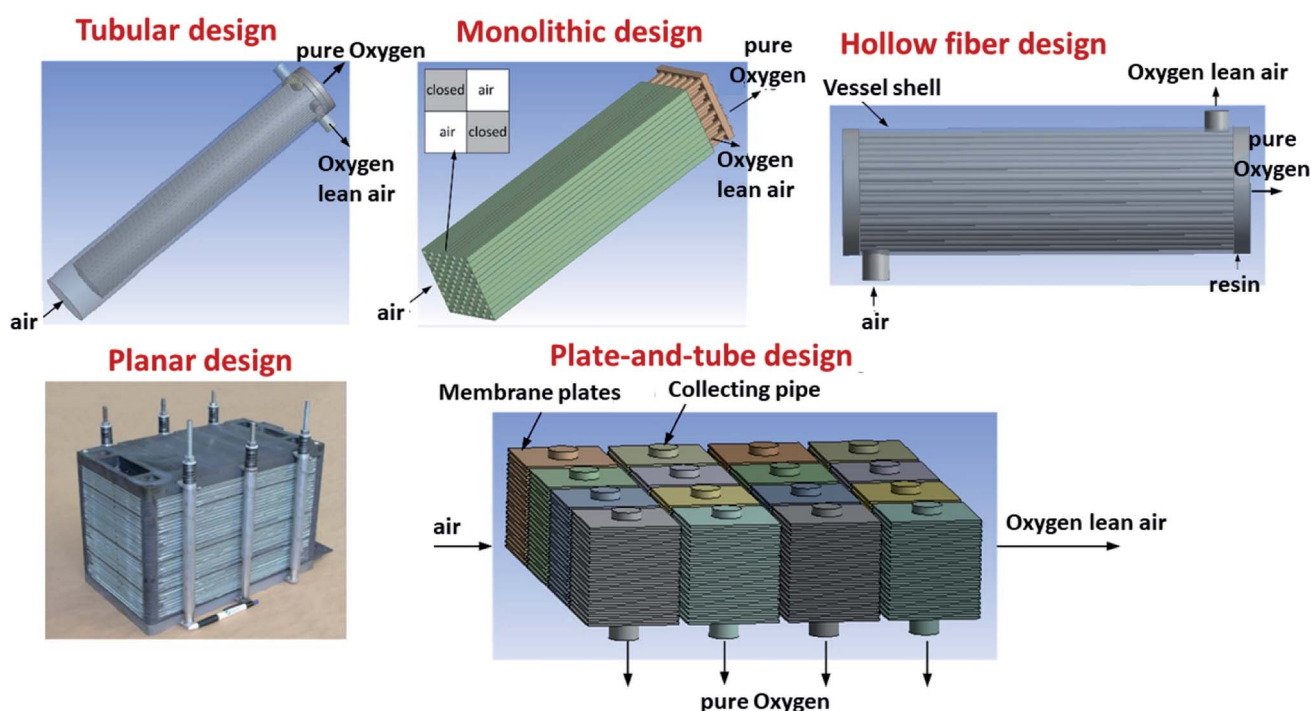 Tubular design
pure Oxygen
Oxygen
lean air
air
Monolithic design
closed
air
air
closed
pure
Oxygen
Oxygen
lean air
air
Hollow fiber design
Oxygen lean air
Vessel shell
pure
Oxygen
resin
air
Planar design
Plate-and-tube design
Membrane plates
Collecting pipe
air
Oxygen lean air
pure Oxygen